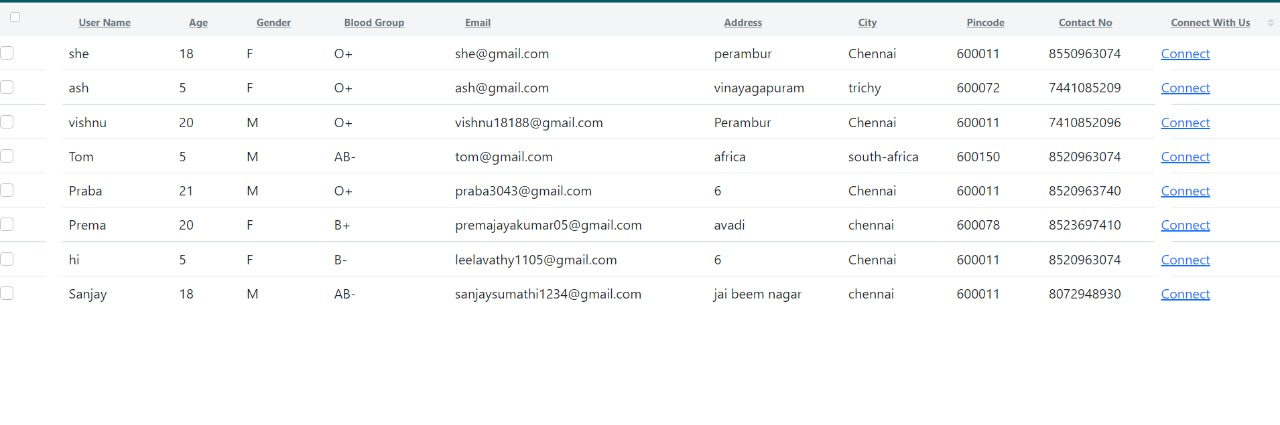 User Name Age Gender Blood Group Email Address City Pincode Contact No Connect With Us
she 18 F O+ she@gmail.com perambur Chennai 600011 8550963074 Connect
ash 5 F O+ ash@gmail.com vinayagapuram trichy 600072 7441085209 Connect
vishnu 20 M O+ vishnu18188@gmail.com Perambur Chennai 600011 7410852096 Connect
Tom 5 M AB- tom@gmail.com africa south-africa 600150 8520963074 Connect
Praba 21 M O+ praba3043@gmail.com 6 Chennai 600011 8520963740 Connect
Prema 20 F B+ premajayakumar05@gmail.com avadi chennai 600078 8523697410 Connect
hi 5 F B- leelavathy1105@gmail.com 6 Chennai 600011 8520963074 Connect
Sanjay 18 M AB- sanjaysumathi1234@gmail.com jai beem nagar chennai 600011 8072948930 Connect